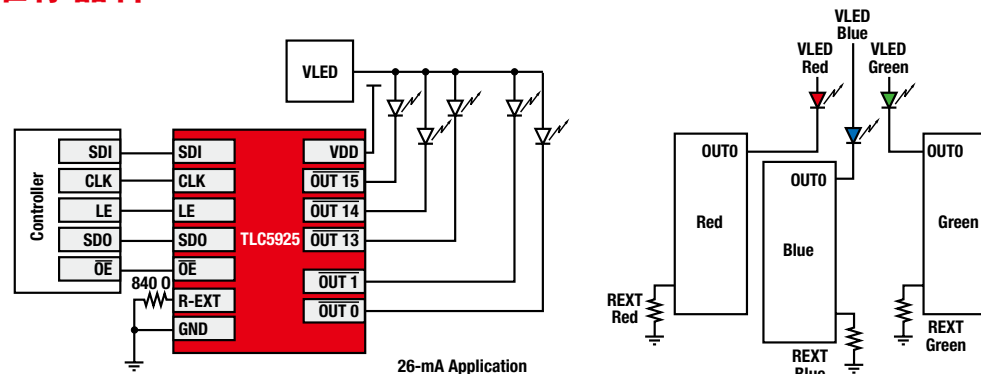 VLED
Controller
SDI
CLK
LE
SDO
OE
SDI
CLK
LE
SDO
OE
R-EXT
GND
840 O
TLC5925
VDD
OUT 15
OUT 14
OUT 13
OUT 1
OUT 0
26-mA Application
VLED
Blue
VLED
Red
VLED
Green
OUT0
Red
REXT
Red
OUT0
Blue
REXT
Blue
OUT0
Green
REXT
Green